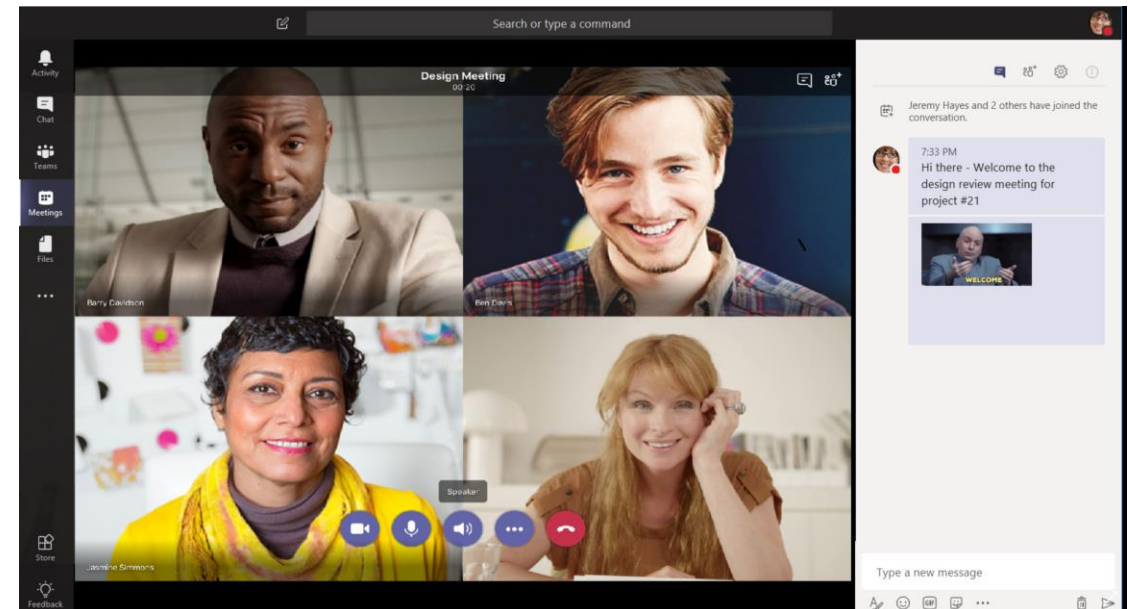 Search or type a command
Activity
Chat
Teams
Meetings
Files
Store
Feedback
Design Meeting
00:20
Barry Davidson
Ben Davis
Jasmine Simmons
Speaker
Jeremy Hayes and 2 others have joined the
conversation.
7:33 PM
Hi there - Welcome to the
design review meeting for
project #21
WELCOME
Type a new message
GIF